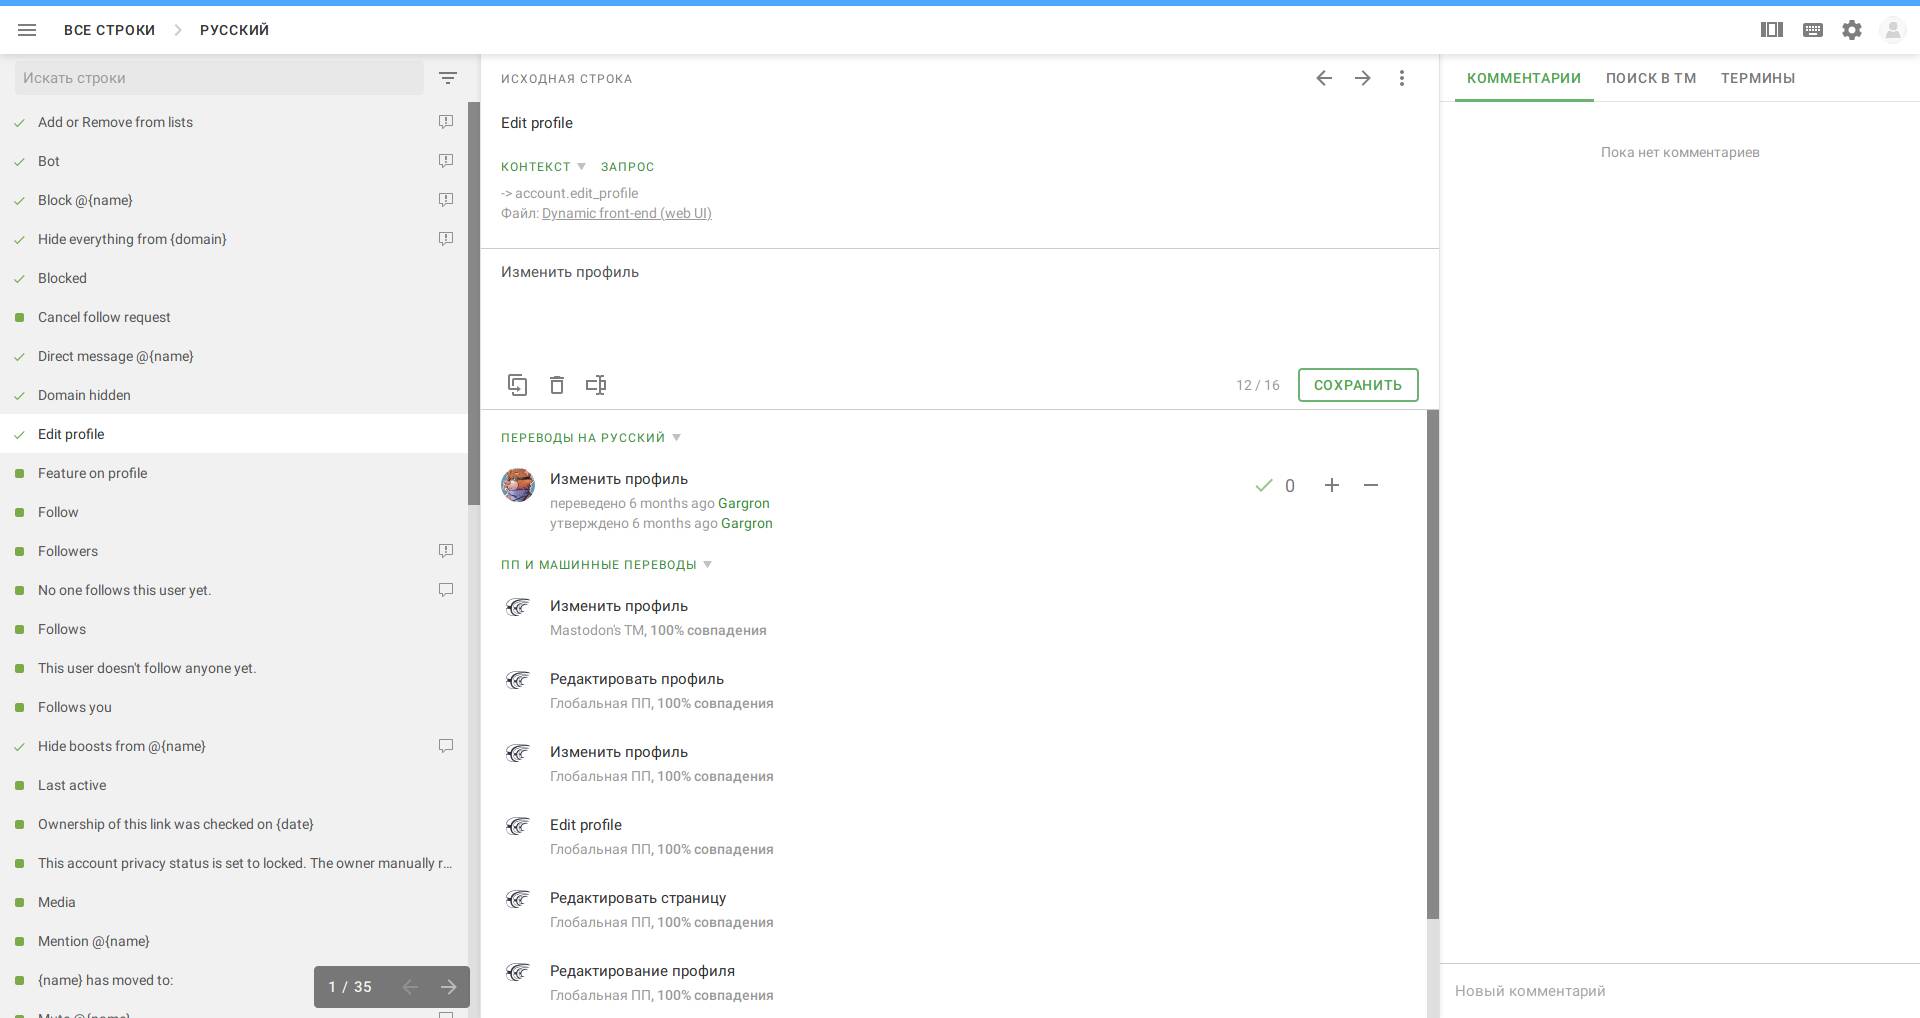 ВСЕ СТРОКИ
РУССКИЙ
Искать строки
Add or Remove from lists
Bot
Block @{name}
Hide everything from {domain}
Blocked
Cancel follow request
Direct message @{name}
Domain hidden
Edit profile
Feature on profile
Follow
Followers
No one follows this user yet.
Follows
This user doesn't follow anyone yet.
Follows you
Hide boosts from @{name}
Last active
Ownership of this link was checked on {date}
This account privacy status is set to locked. The owner manually r...
Media
Mention @{name}
{name} has moved to:
Mute @{name}
1 / 35
ИСХОДНАЯ СТРОКА
Edit profile
КОНТЕКСТ ЗАПРОС
-> account.edit_profile
Файл: Dynamic front-end (web UI)
Изменить профиль
12 / 16 СОХРАНИТЬ
ПЕРЕВОДЫ НА РУССКИЙ
Изменить профиль
переведено 6 months ago Gargron
утверждено 6 months ago Gargron
0
ПП И МАШИННЫЕ ПЕРЕВОДЫ
Изменить профиль
Mastodon's TM, 100% совпадения
Редактировать профиль
Глобальная ПП, 100% совпадения
Изменить профиль
Глобальная ПП, 100% совпадения
Edit profile
Глобальная ПП, 100% совпадения
Редактировать страницу
Глобальная ПП, 100% совпадения
Редактирование профиля
Глобальная ПП, 100% совпадения
КОММЕНТАРИИ ПОИСК В ТМ ТЕРМИНЫ
Пока нет комментариев
Новый комментарий